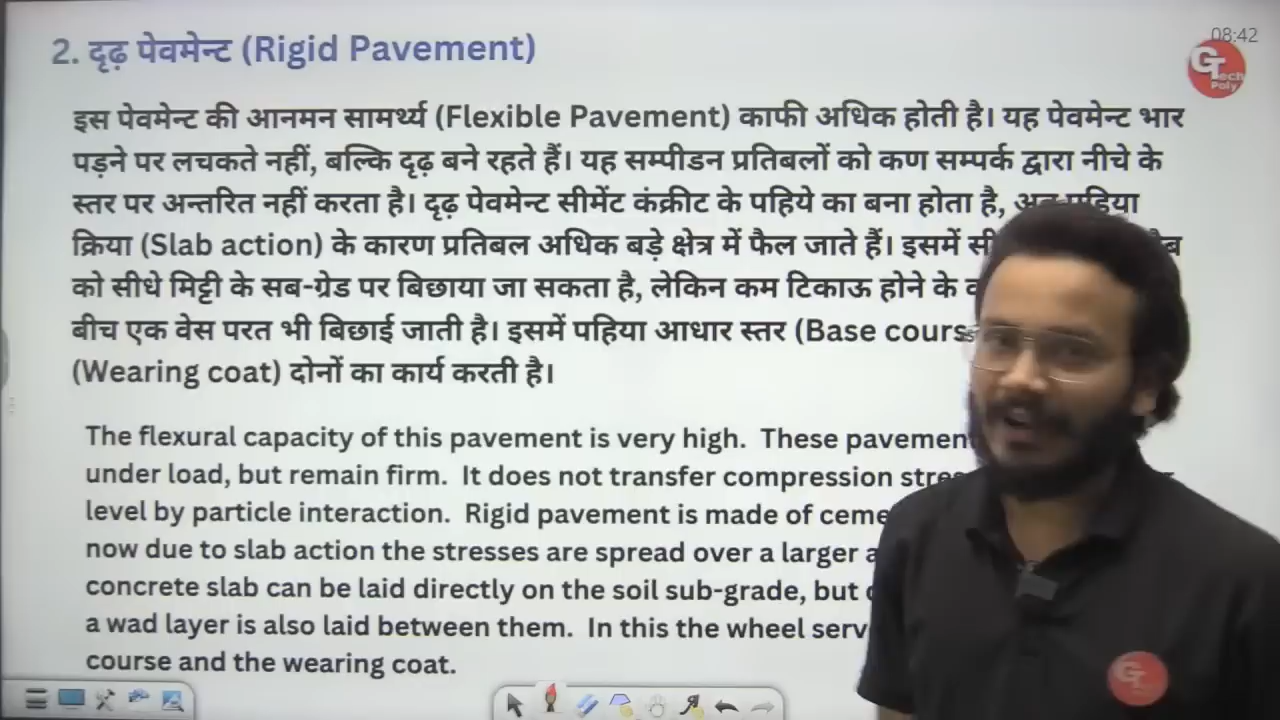 08:42
2. दृढ़ पेवमेन्ट (Rigid Pavement)
GTech Poly
इस पेवमेन्ट की आनमन सामर्थ्य (Flexible Pavement) काफी अधिक होती है। यह पेवमेन्ट भार
पड़ने पर लचकते नहीं, बल्कि दृढ़ बने रहते हैं। यह सम्पीडन प्रतिबलों को कण सम्पर्क द्वारा नीचे के
स्तर पर अन्तरित नहीं करता है। दृढ़ पेवमेन्ट सीमेंट कंक्रीट के पहिये का बना होता है,
क्रिया (Slab action) के कारण प्रतिबल अधिक बड़े क्षेत्र में फैल जाते हैं। इसमें
को सीधे मिट्टी के सब-ग्रेड पर बिछाया जा सकता है, लेकिन कम टिकाऊ होने के
बीच एक वेस परत भी बिछाई जाती है। इसमें पहिया आधार स्तर (Base cours
(Wearing coat) दोनों का कार्य करती है।
The flexural capacity of this pavement is very high. These pavemen
under load, but remain firm. It does not transfer compression stre
level by particle interaction. Rigid pavement is made of ceme
now due to slab action the stresses are spread over a larger a
concrete slab can be laid directly on the soil sub-grade, but
a wad layer is also laid between them. In this the wheel serv
course and the wearing coat.
GT